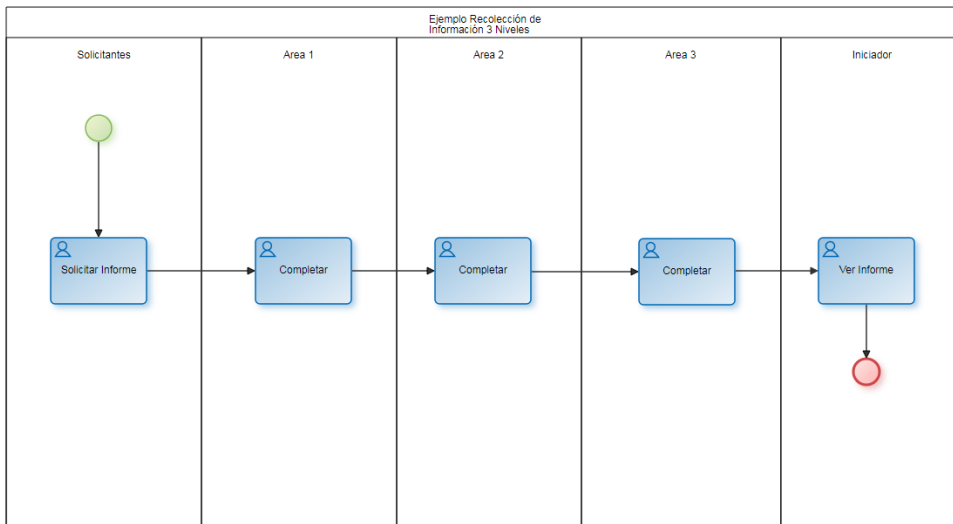 Ejemplo Recolección de
Información 3 Niveles
Solicitantes
Area 1
Area 2
Area 3
Iniciador
Solicitar Informe
Completar
Completar
Completar
Ver Informe